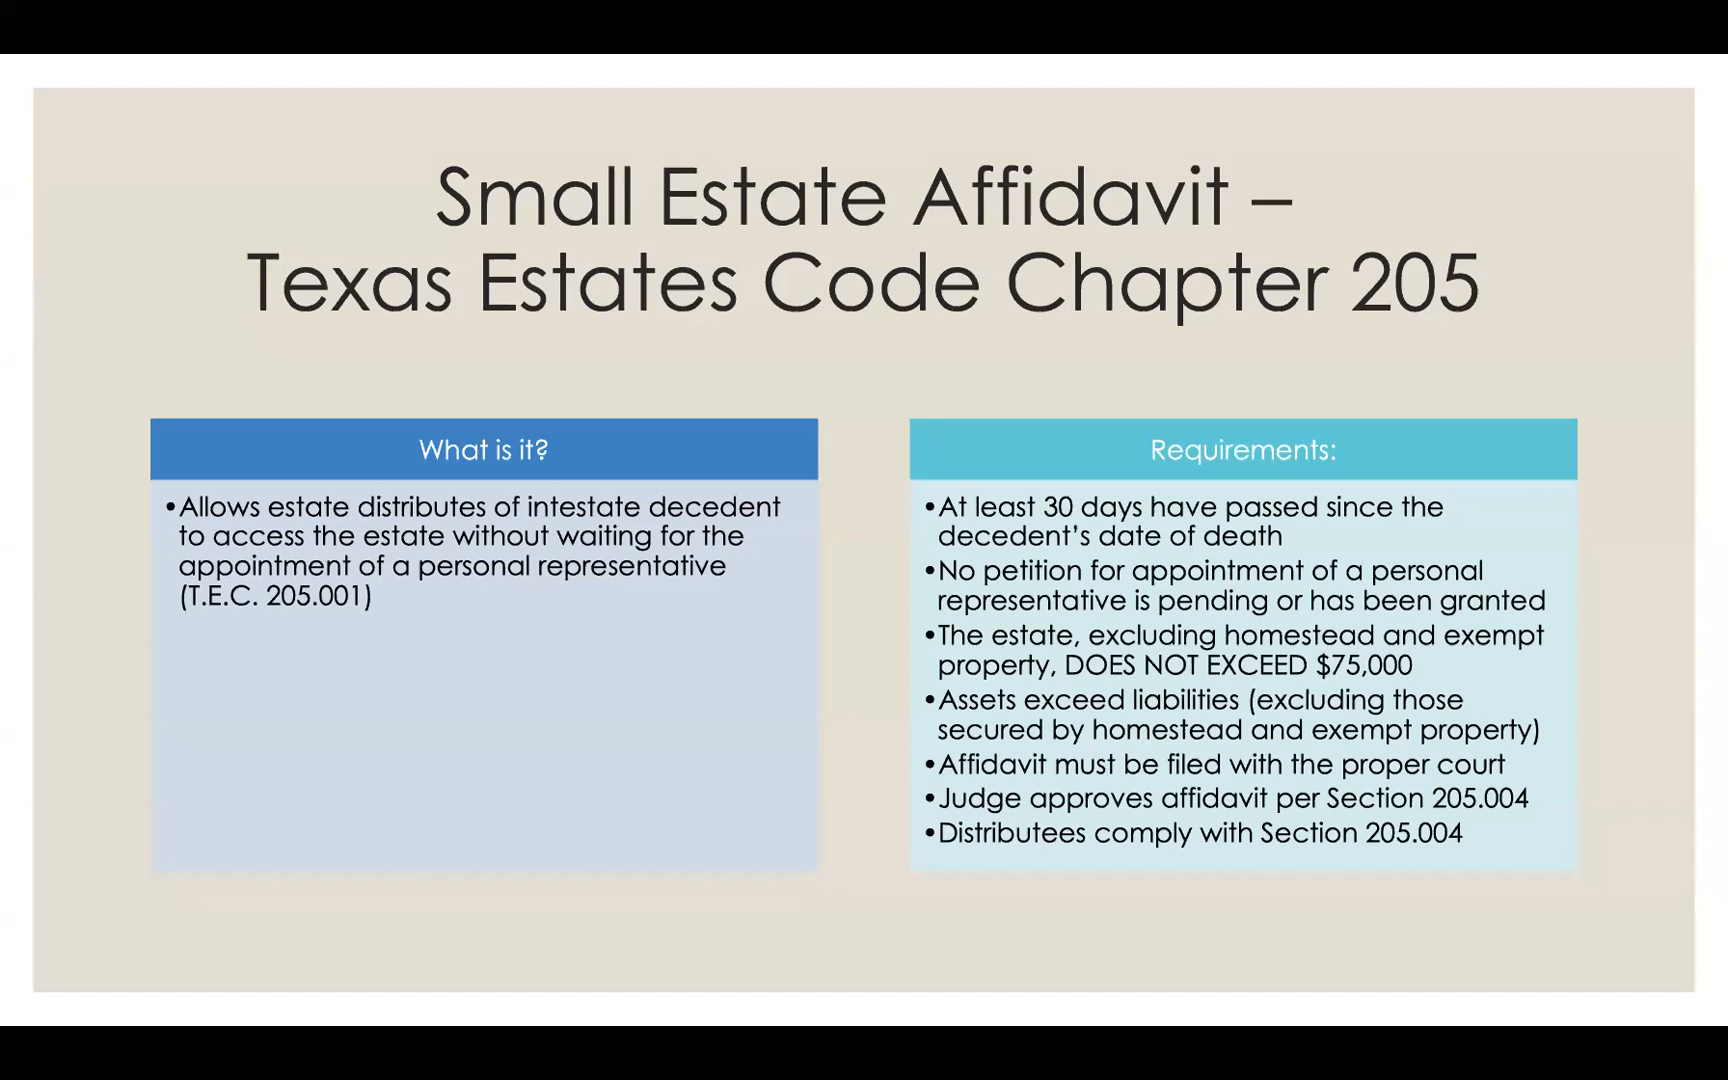 Small Estate Affidavit –
Texas Estates Code Chapter 205
What is it?
•Allows estate distributes of intestate decedent
to access the estate without waiting for the
appointment of a personal representative
(T.E.C. 205.001)
Requirements:
•At least 30 days have passed since the
decedent’s date of death
•No petition for appointment of a personal
representative is pending or has been granted
•The estate, excluding homestead and exempt
property, DOES NOT EXCEED $75,000
•Assets exceed liabilities (excluding those
secured by homestead and exempt property)
•Affidavit must be filed with the proper court
•Judge approves affidavit per Section 205.004
•Distributees comply with Section 205.004